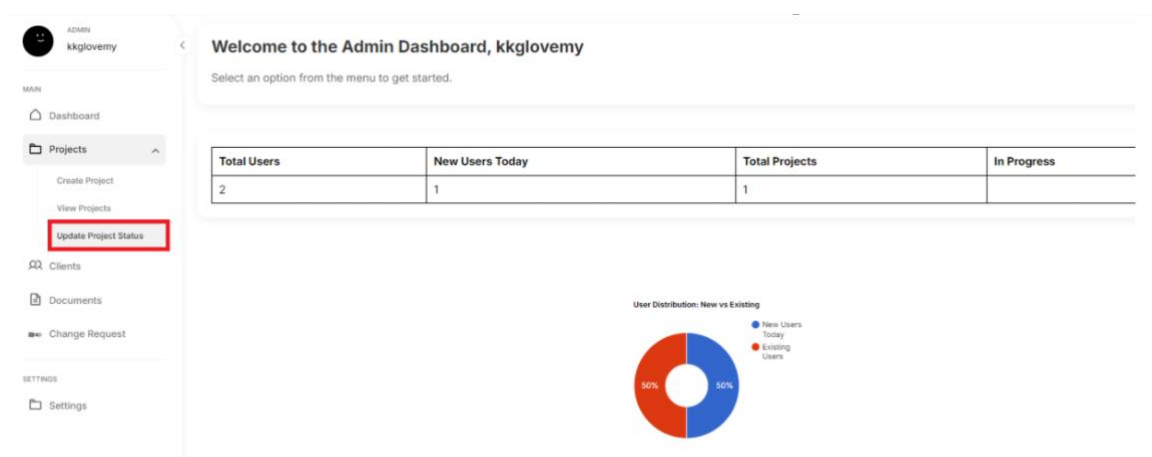 ADMIN
kkglovemy
MAIN
Dashboard
Projects
Create Project
View Projects
Update Project Status
Clients
Documents
Change Request
SETTINGS
Settings
Welcome to the Admin Dashboard, kkglovemy
Select an option from the menu to get started.
Total Users New Users Today Total Projects In Progress
2 1 1
User Distribution: New vs Existing
New Users
Today
Existing
Users
50% 50%